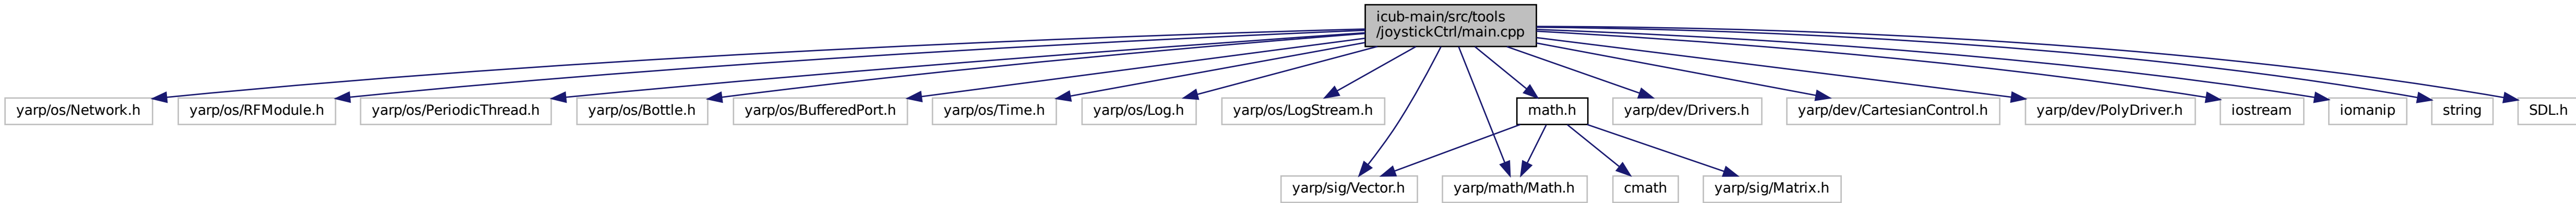 icub-main/src/tools
/joystickCtrl/main.cpp
yarp/os/Network.h
yarp/os/RFModule.h
yarp/os/PeriodicThread.h
yarp/os/Bottle.h
yarp/os/BufferedPort.h
yarp/os/Time.h
yarp/os/Log.h
yarp/os/LogStream.h
math.h
yarp/dev/Drivers.h
yarp/dev/CartesianControl.h
yarp/dev/PolyDriver.h
iostream
iomanip
string
SDL.h
yarp/sig/Vector.h
yarp/math/Math.h
cmath
yarp/sig/Matrix.h